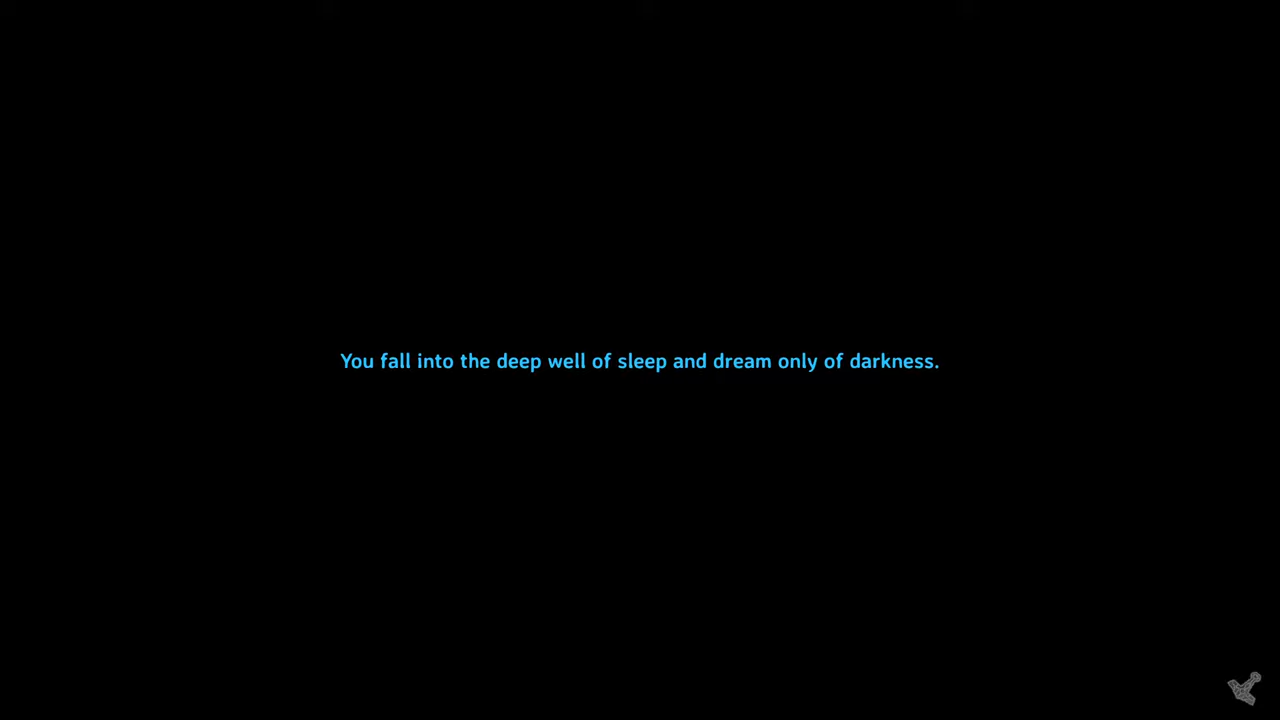 You fall into the deep well of sleep and dream only of darkness.